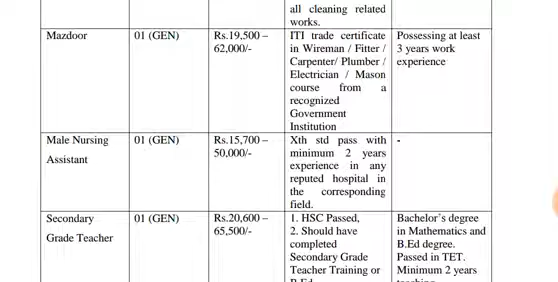 all cleaning related
works.
Mazdoor 01 (GEN) Rs.19,500 – ITI trade certificate Possessing at least
62,000/- in Wireman / Fitter / 3 years work
Carpenter/ Plumber / experience
Electrician / Mason
course from a
recognized
Government
Institution
Male Nursing 01 (GEN) Rs.15,700 – Xth std pass with -
Assistant 50,000/- minimum 2 years
experience in any
reputed hospital in
the corresponding
field.
Secondary 01 (GEN) Rs.20,600 – 1. HSC Passed, Bachelor's degree
Grade Teacher 65,500/- 2. Should have in Mathematics and
completed B.Ed degree.
Secondary Grade Passed in TET.
Teacher Training or Minimum 2 years